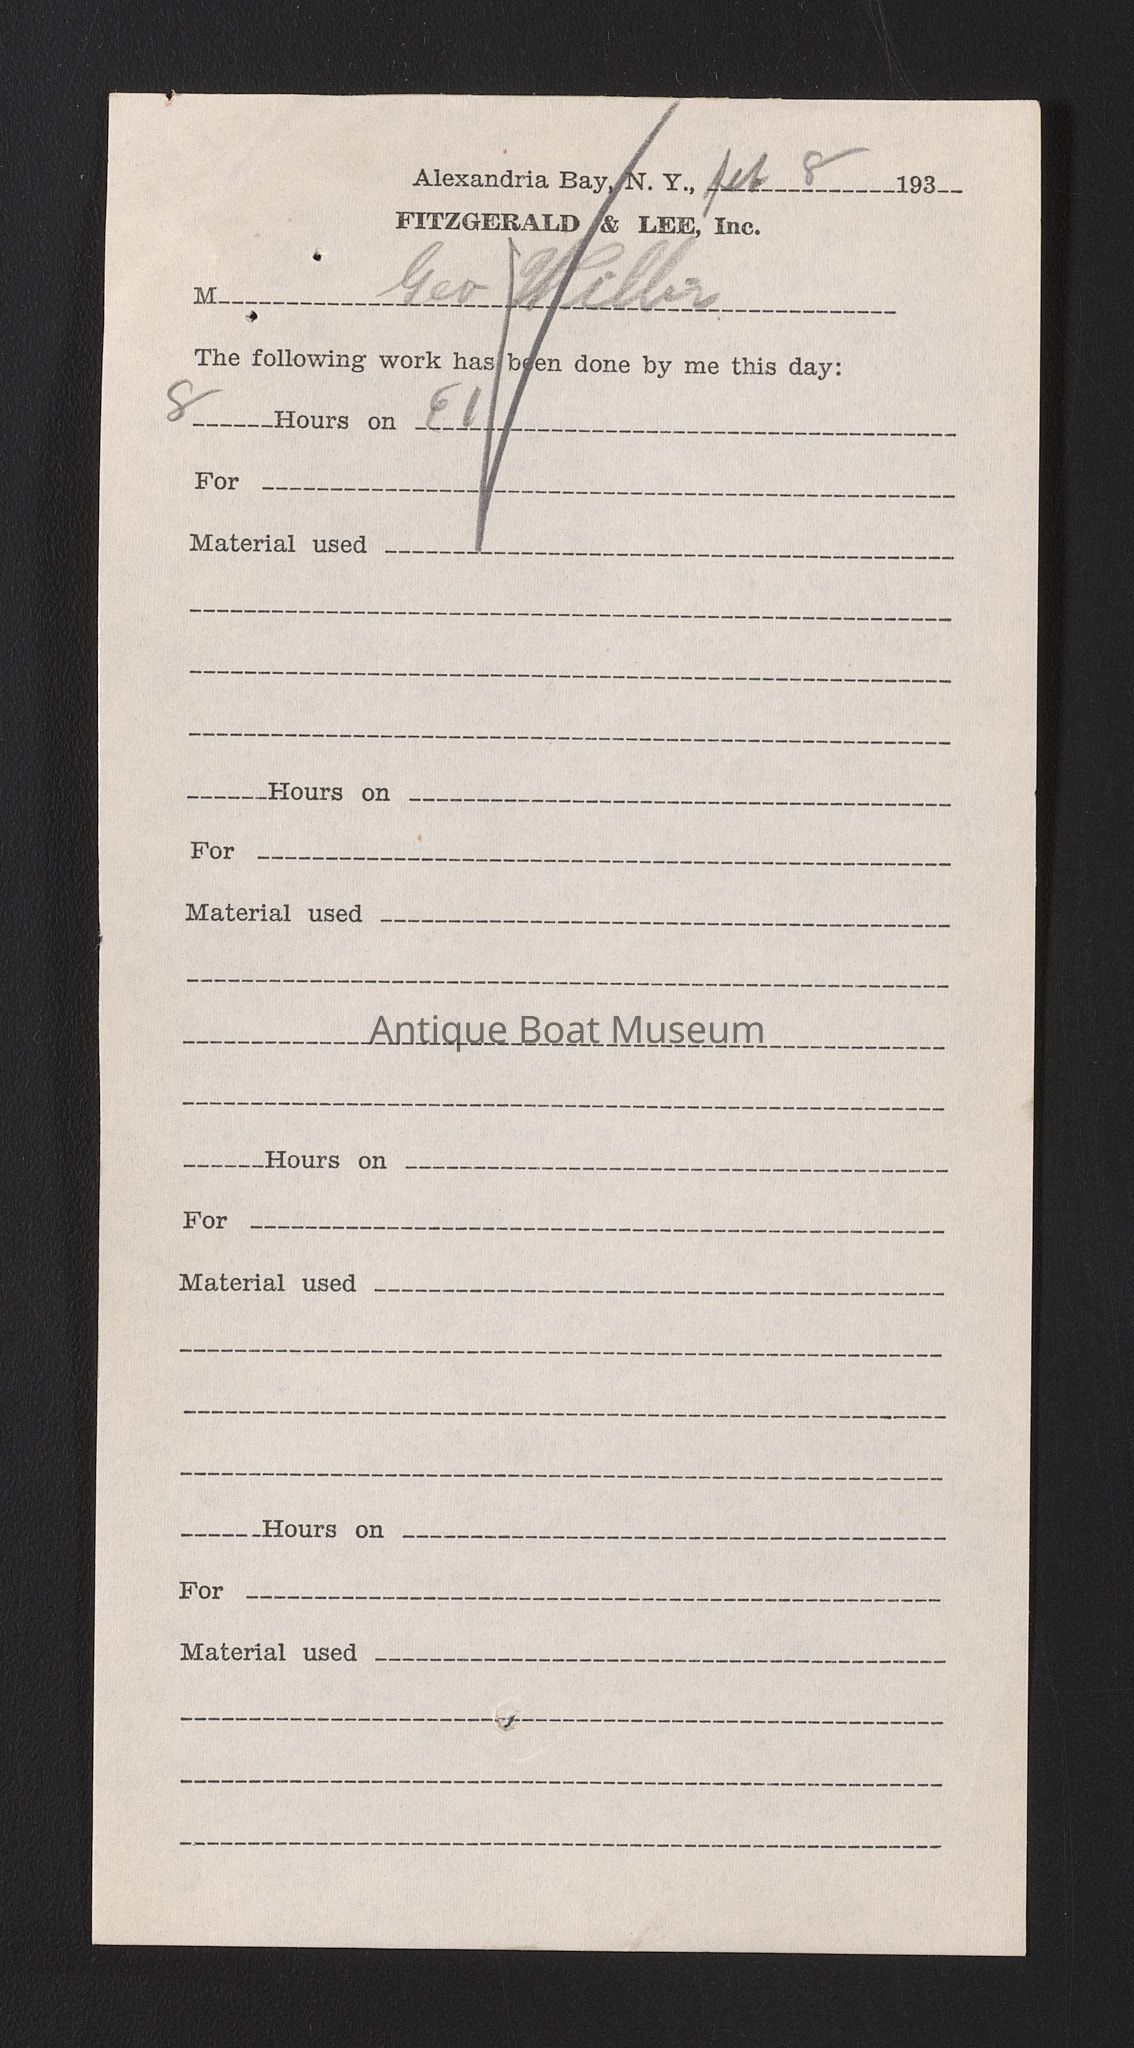 Alexandria Bay, N. Y., feb 8 193
FITZGERALD & LEE, Inc.
M Geo
The following work has been done by me this day:
8 Hours on E1
For
Material used
Hours on
For
Material used
Antique Boat Museum
Hours on
For
Material used
Hours on
For
Material used